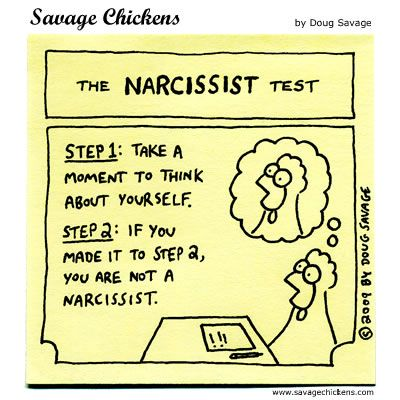 Savage Chickens
by Doug Savage
THE NARCISSIST TEST
STEP 1: TAKE A
MOMENT TO THINK
ABOUT YOURSELF.
STEP 2: IF YOU
MADE IT TO STEP 2,
YOU ARE NOT A
NARCISSIST.
© 2009 BY DOUG SAVAGE
www.savagechickens.com